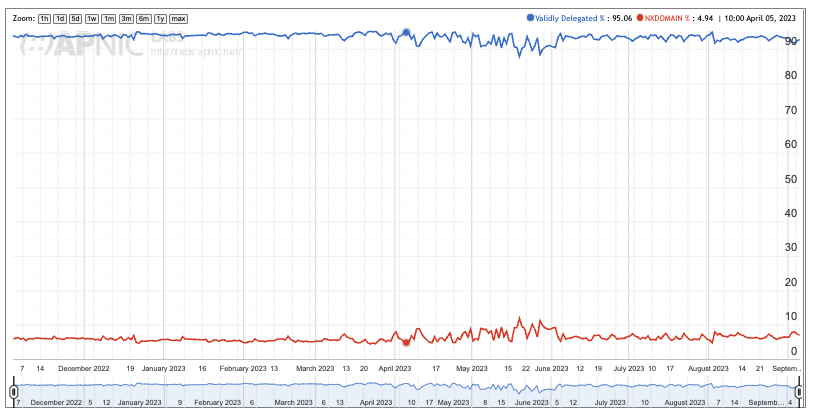 Zoom: 1h 1d 5d 1w 1m 3m 6m 1y max
Validly Delegated % : 95.06 NXDOMAIN % : 4.94 | 10:00 April 05, 2023
APNIC Labs
http://labs.apnic.net/
90
80
70
60
50
40
30
20
10
0
7 14 December 2022 19 January 2023 16 February 2023 13 March 2023 13 20 April 2023 17 May 2023 15 22 June 2023 12 19 July 2023 10 17 August 2023 14 21 Septem...
7 December 2022 5 12 January 2023 9 February 2023 6 March 2023 6 13 April 2023 10 17 May 2023 8 15 June 2023 5 12 July 2023 10 August 2023 7 14 Septemb... 4